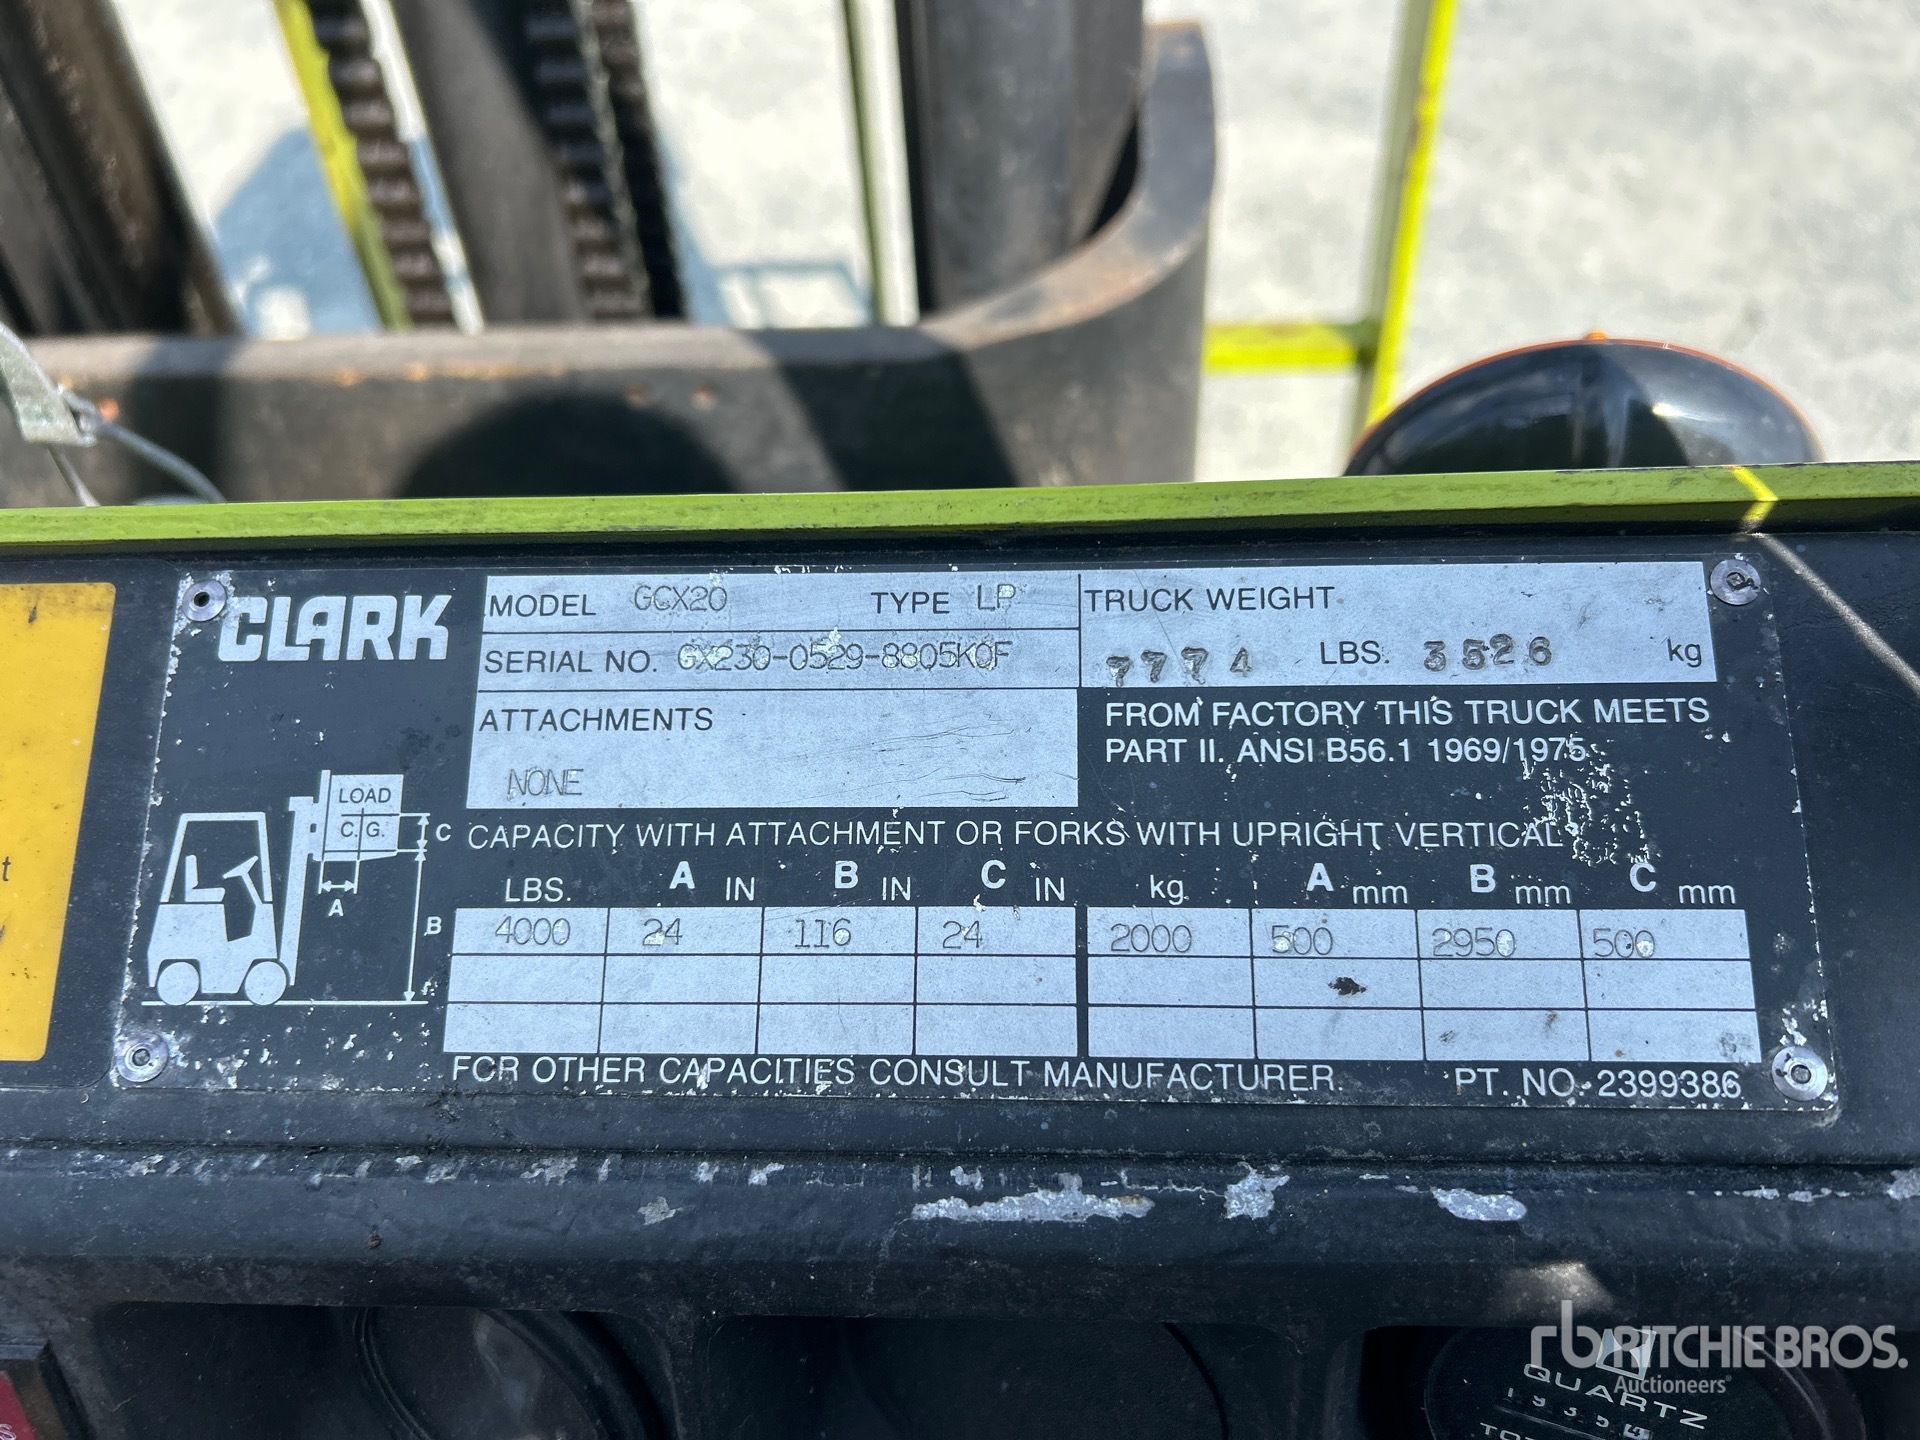 CLARK
MODEL GCX20 TYPE LP
TRUCK WEIGHT
SERIAL NO. GX230-0529-8805KOF
7774 LBS. 3526 kg
ATTACHMENTS
NONE
FROM FACTORY THIS TRUCK MEETS
PART II. ANSI B56.1 1969/1975
LOAD
C.G.
A
B
C
CAPACITY WITH ATTACHMENT OR FORKS WITH UPRIGHT VERTICAL
LBS. A IN B IN C IN kg A mm B mm C mm
4000 24 116 24 2000 500 2950 500
FOR OTHER CAPACITIES CONSULT MANUFACTURER. PT. NO. 2399386
t
rb RITCHIE BROS.
Auctioneers
QUARTZ